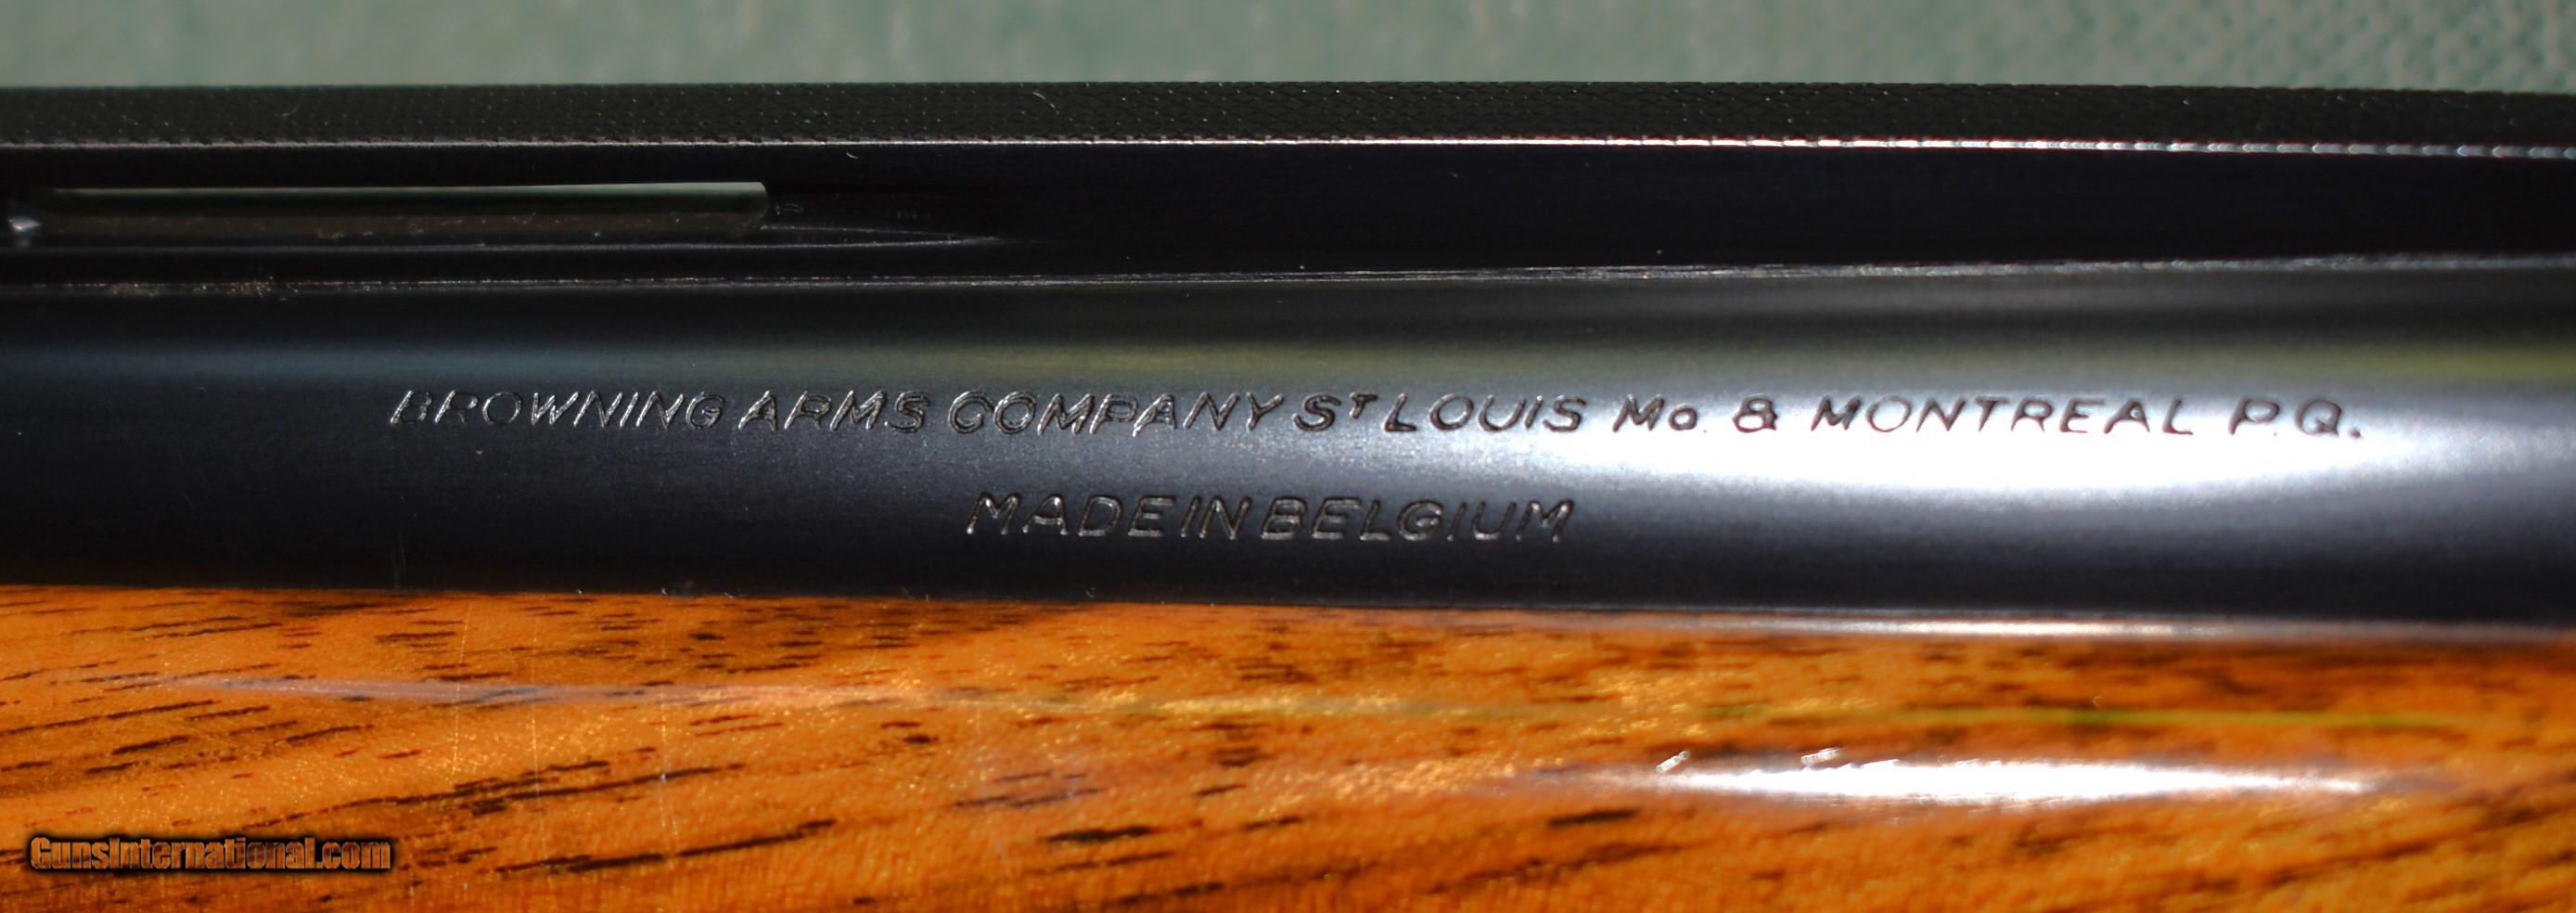 BROWNING ARMS COMPANY ST LOUIS Mo. & MONTREAL P.Q.
MADE IN BELGIUM
GunsInternational.com